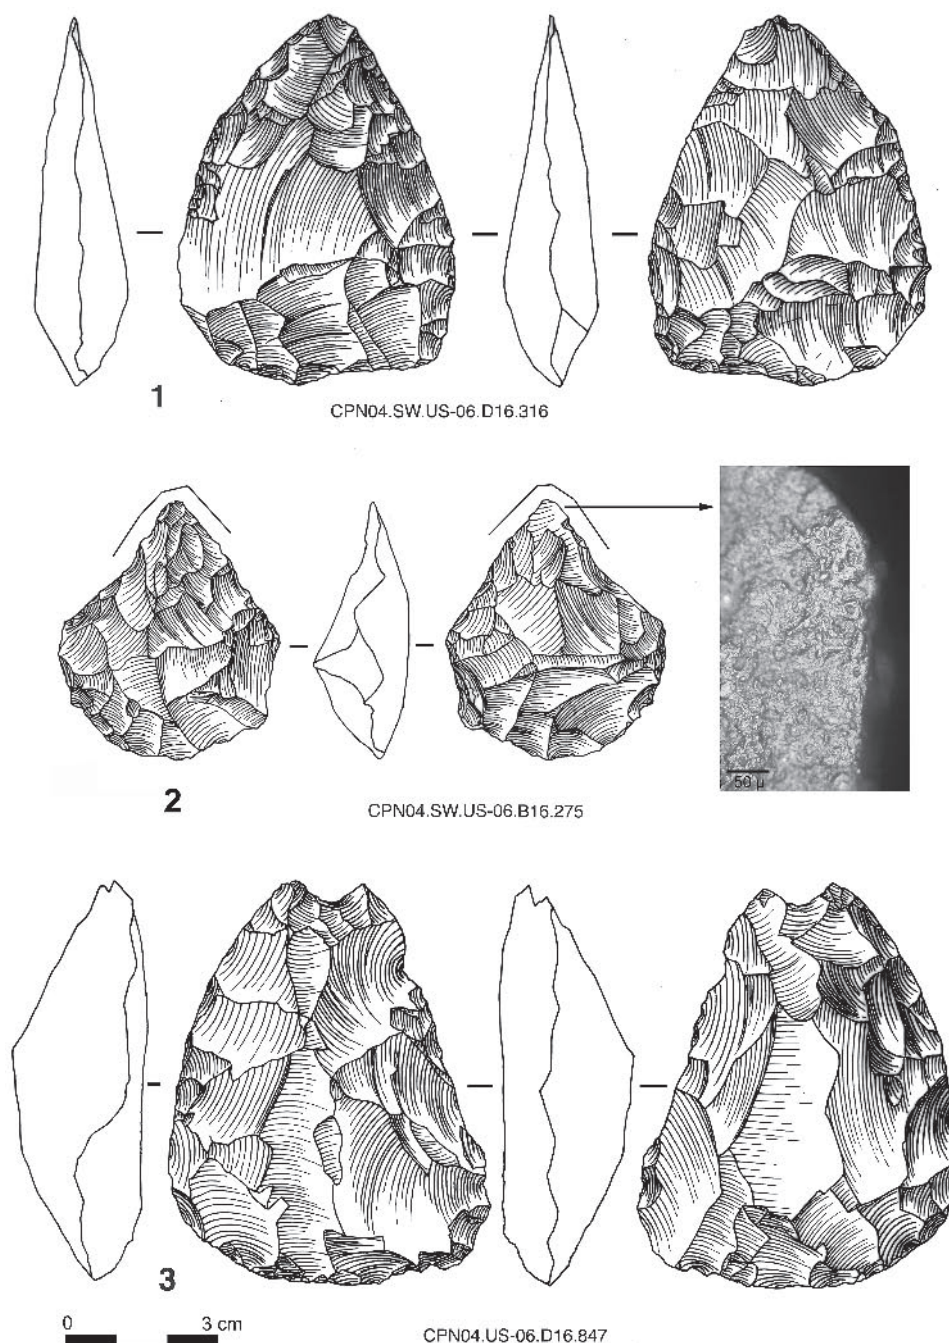 1
CPN04.SW.US-06.D16.316
50 µ
2
CPN04.SW.US-06.B16.275
3
0 3 cm
CPN04.US-06.D16.847